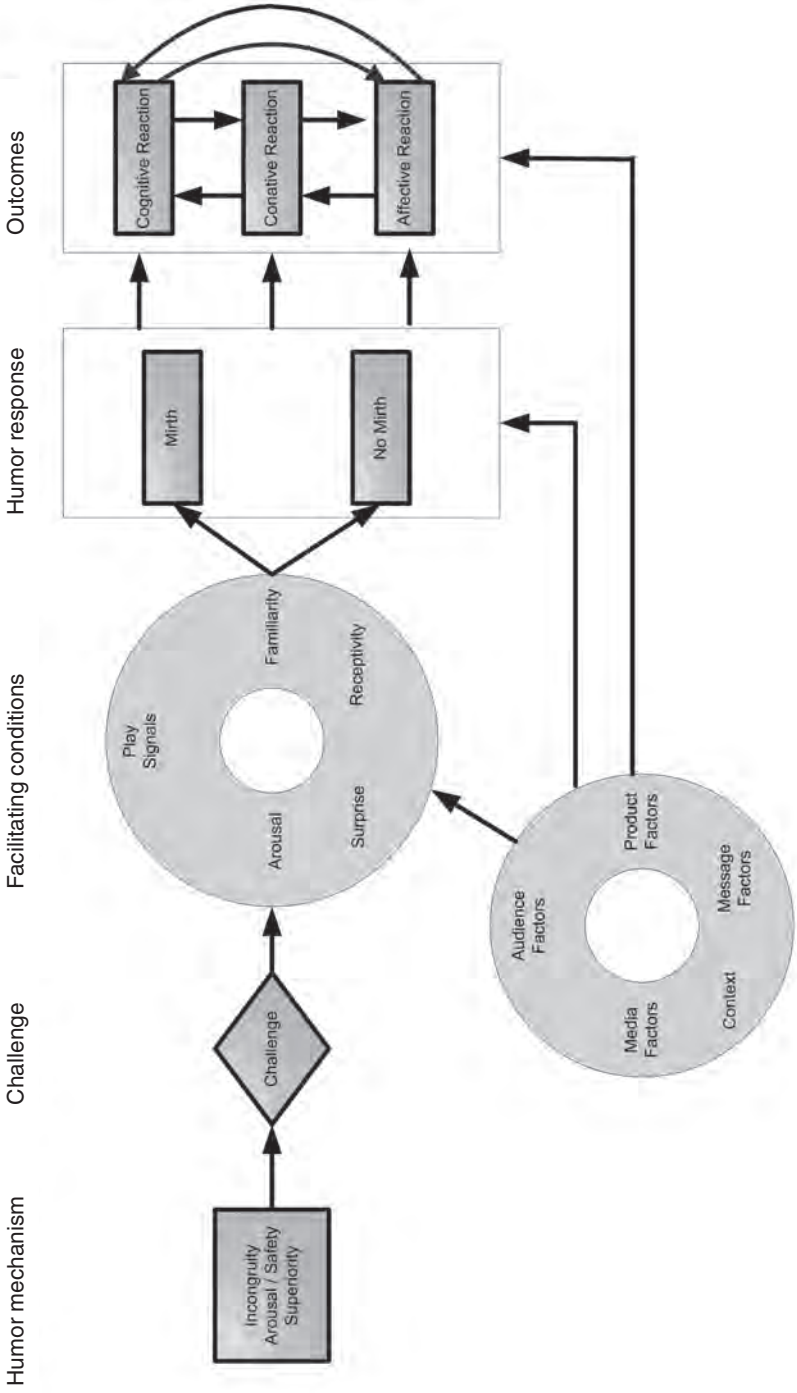 Humor mechanism
Challenge
Facilitating conditions
Humor response
Outcomes
Incongruity
Arousal / Safety
Superiority
Challenge
Play
Signals
Arousal
Familiarity
Surprise
Receptivity
Mirth
No Mirth
Cognitive Reaction
Conative Reaction
Affective Reaction
Audience
Factors
Media
Factors
Product
Factors
Context
Message
Factors